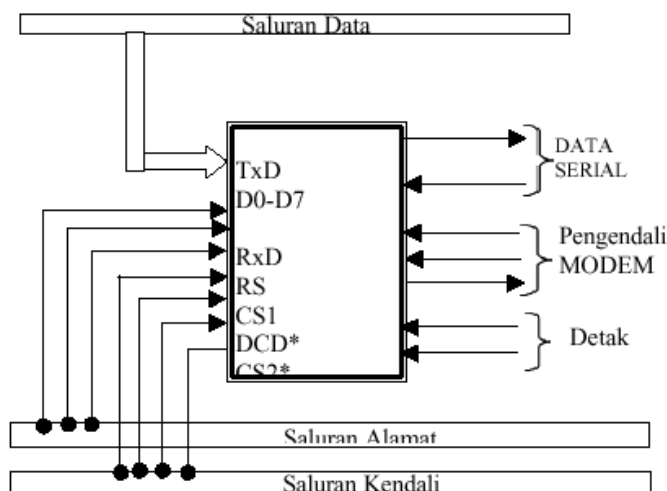 Saluran Data
TxD
D0-D7
RxD
RS
CS1
DCD*
CS2*
DATA
SERIAL
Pengendali
MODEM
Detak
Saluran Alamat
Saluran Kendali